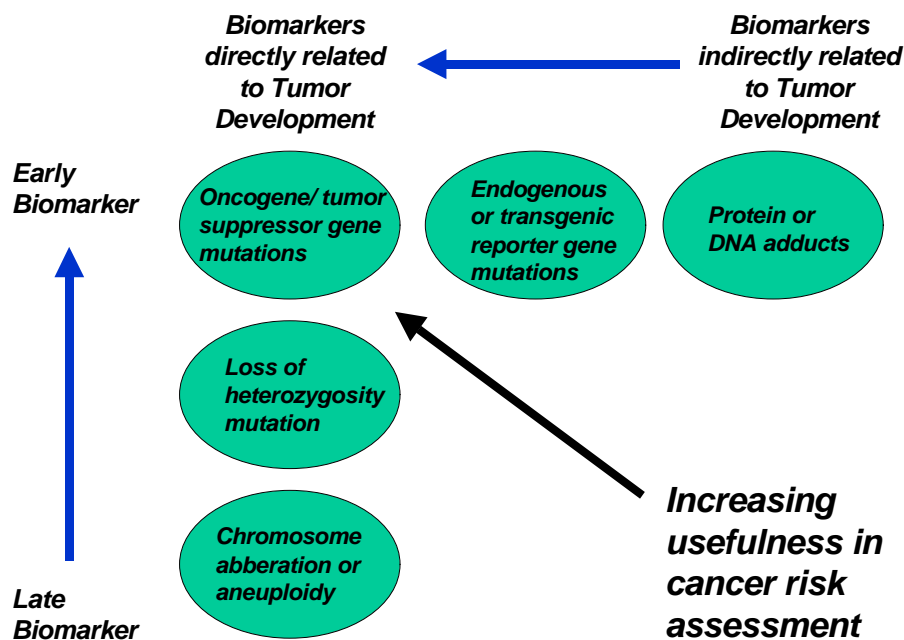 Biomarkers
directly related
to Tumor
Development
Biomarkers
indirectly related
to Tumor
Development
Early
Biomarker
Oncogene/ tumor
suppressor gene
mutations
Endogenous
or transgenic
reporter gene
mutations
Protein or
DNA adducts
Loss of
heterozygosity
mutation
Chromosome
abberation or
aneuploidy
Increasing
usefulness in
cancer risk
assessment
Late
Biomarker